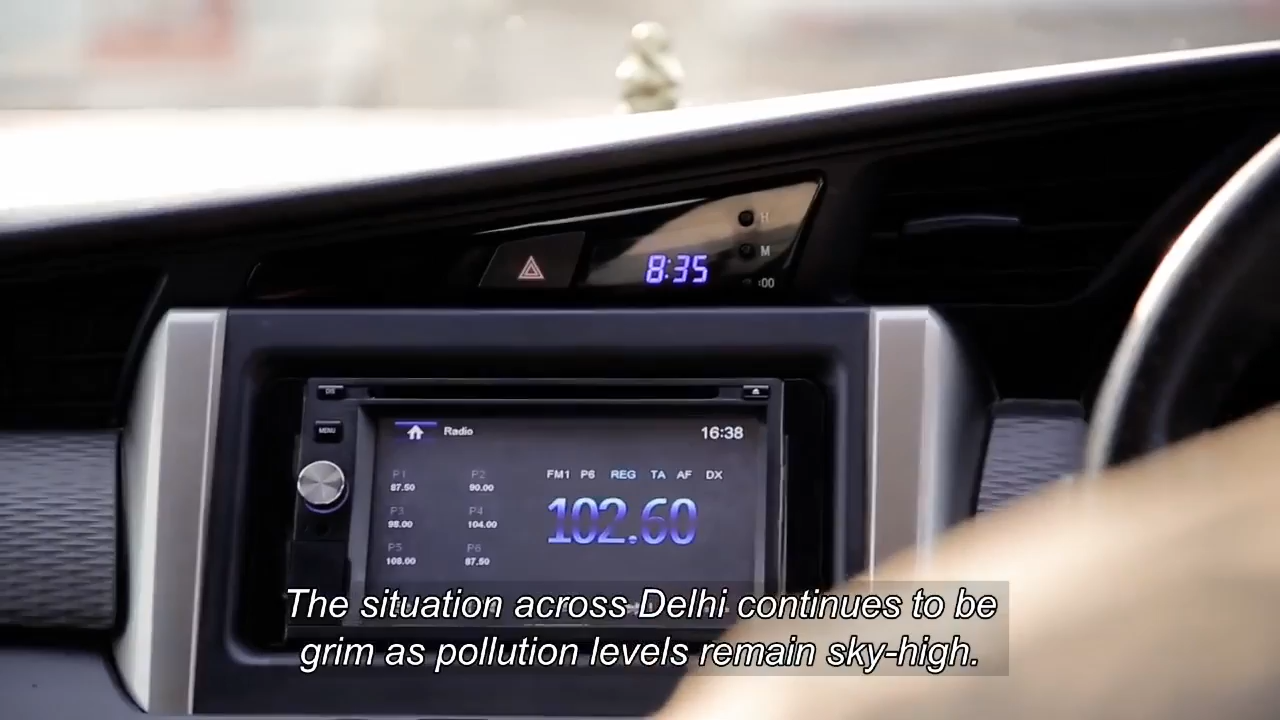 H
M
8:35
:00
DIS
MENU
Radio
16:38
P1
P2
FM1 P6 REG TA AF DX
87.50
90.00
102.60
P3
P4
98.00
104.00
P5
P6
108.00
87.50
The situation across Delhi continues to be
grim as pollution levels remain sky-high.